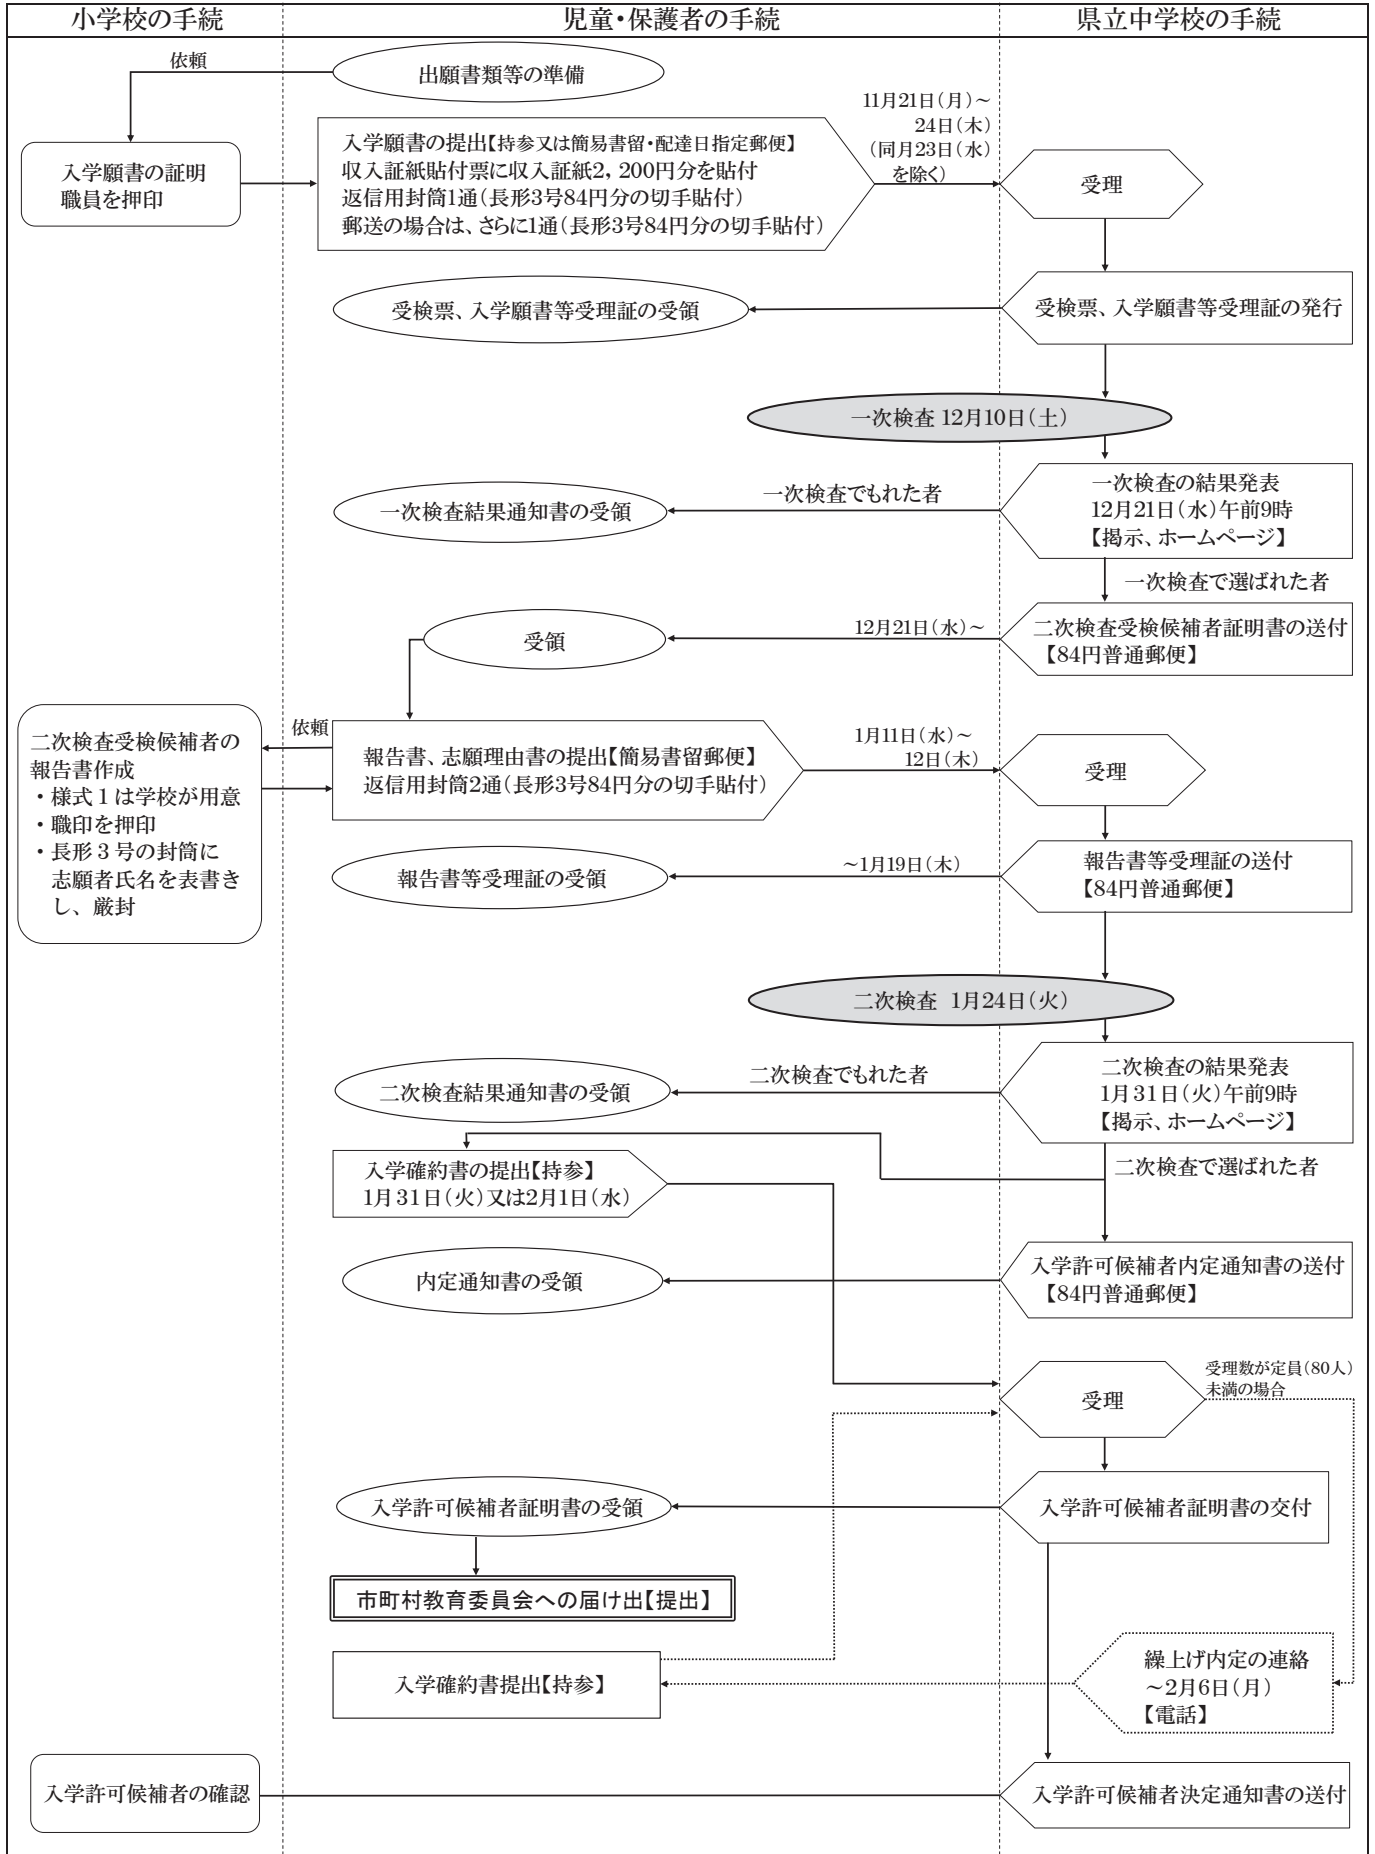 小学校の手続
児童・保護者の手続
県立中学校の手続
依頼
出願書類等の準備
入学願書の証明
職員を押印
入学願書の提出【持参又は簡易書留・配達日指定郵便】
収入証紙貼付票に収入証紙2，200円分を貼付
返信用封筒1通（長形3号84円分の切手貼付）
郵送の場合は、さらに1通（長形3号84円分の切手貼付）
11月21日（月）～
24日（木）
（同月23日（水）
を除く）
受理
受検票、入学願書等受理証の受領
受検票、入学願書等受理証の発行
一次検査 12月10日（土）
一次検査結果通知書の受領
一次検査でもれた者
一次検査の結果発表
12月21日（水）午前9時
【掲示、ホームページ】
一次検査で選ばれた者
受領
12月21日（水）～
二次検査受検候補者証明書の送付
【84円普通郵便】
二次検査受検候補者の
報告書作成
・様式１は学校が用意
・職印を押印
・長形３号の封筒に
志願者氏名を表書き
し、厳封
依頼
報告書、志願理由書の提出【簡易書留郵便】
返信用封筒2通（長形3号84円分の切手貼付）
1月11日（水）～
12日（木）
受理
報告書等受理証の受領
～1月19日（木）
報告書等受理証の送付
【84円普通郵便】
二次検査 1月24日（火）
二次検査結果通知書の受領
二次検査でもれた者
二次検査の結果発表
1月31日（火）午前9時
【掲示、ホームページ】
二次検査で選ばれた者
入学確約書の提出【持参】
1月31日（火）又は2月1日（水）
内定通知書の受領
入学許可候補者内定通知書の送付
【84円普通郵便】
受理
受理数が定員（80人）
未満の場合
入学許可候補者証明書の受領
入学許可候補者証明書の交付
市町村教育委員会への届け出【提出】
入学確約書提出【持参】
繰上げ内定の連絡
～2月6日（月）
【電話】
入学許可候補者の確認
入学許可候補者決定通知書の送付